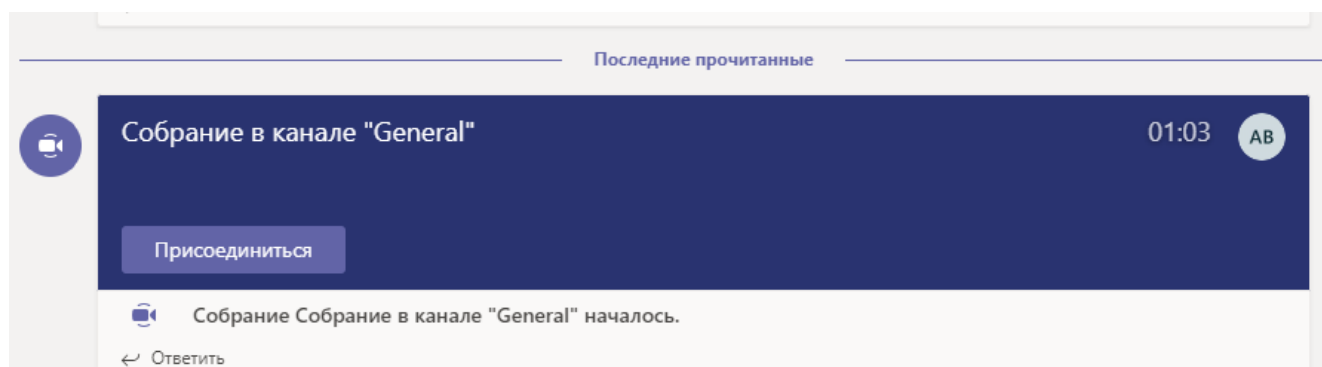 Последние прочитанные
Собрание в канале "General"
01:03
AB
Присоединиться
Собрание Собрание в канале "General" началось.
Ответить